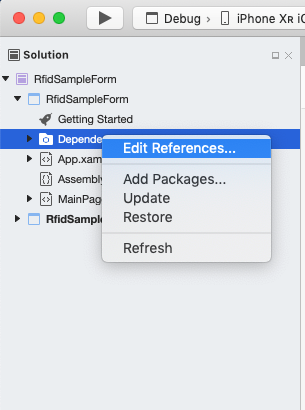 Debug
iPhone XR iO
Solution
RfidSampleForm
RfidSampleForm
Getting Started
Depende
Edit References...
App.xam
Add Packages...
Assembly
Update
MainPag
Restore
RfidSample
Refresh